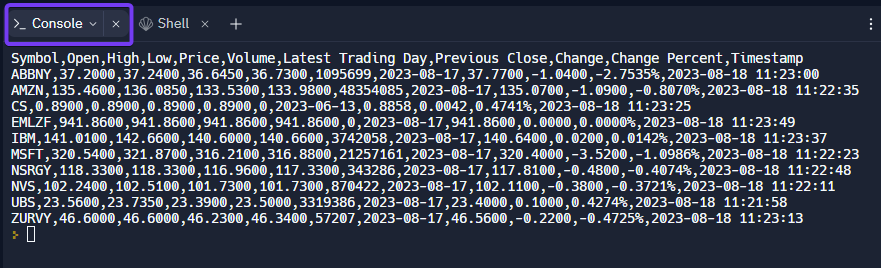 Console
Shell
Symbol,Open,High,Low,Price,Volume,Latest Trading Day,Previous Close,Change,Change Percent,Timestamp
ABBNY,37.2000,37.2400,36.6450,36.7300,1095699,2023-08-17,37.7700,-1.0400,-2.7535%,2023-08-18 11:23:00
AMZN,135.4600,136.0850,133.5300,133.9800,48354085,2023-08-17,135.0700,-1.0900,-0.8070%,2023-08-18 11:22:35
CS,0.8900,0.8900,0.8900,0.8900,0,2023-06-13,0.8858,0.0042,0.4741%,2023-08-18 11:23:25
EMLZF,941.8600,941.8600,941.8600,941.8600,0,2023-08-17,941.8600,0.0000,0.0000%,2023-08-18 11:23:49
IBM,141.0100,142.6600,140.6000,140.6600,3742058,2023-08-17,140.6400,0.0200,0.0142%,2023-08-18 11:23:37
MSFT,320.5400,321.8700,316.2100,316.8800,21257161,2023-08-17,320.4000,-3.5200,-1.0986%,2023-08-18 11:22:23
NSRGY,118.3300,118.3300,116.9600,117.3300,343286,2023-08-17,117.8100,-0.4800,-0.4074%,2023-08-18 11:22:48
NVS,102.2400,102.5100,101.7300,101.7300,870422,2023-08-17,102.1100,-0.3800,-0.3721%,2023-08-18 11:22:11
UBS,23.5600,23.7350,23.3900,23.5000,3319386,2023-08-17,23.4000,0.1000,0.4274%,2023-08-18 11:21:58
ZURVY,46.6000,46.6000,46.2300,46.3400,57207,2023-08-17,46.5600,-0.2200,-0.4725%,2023-08-18 11:23:13